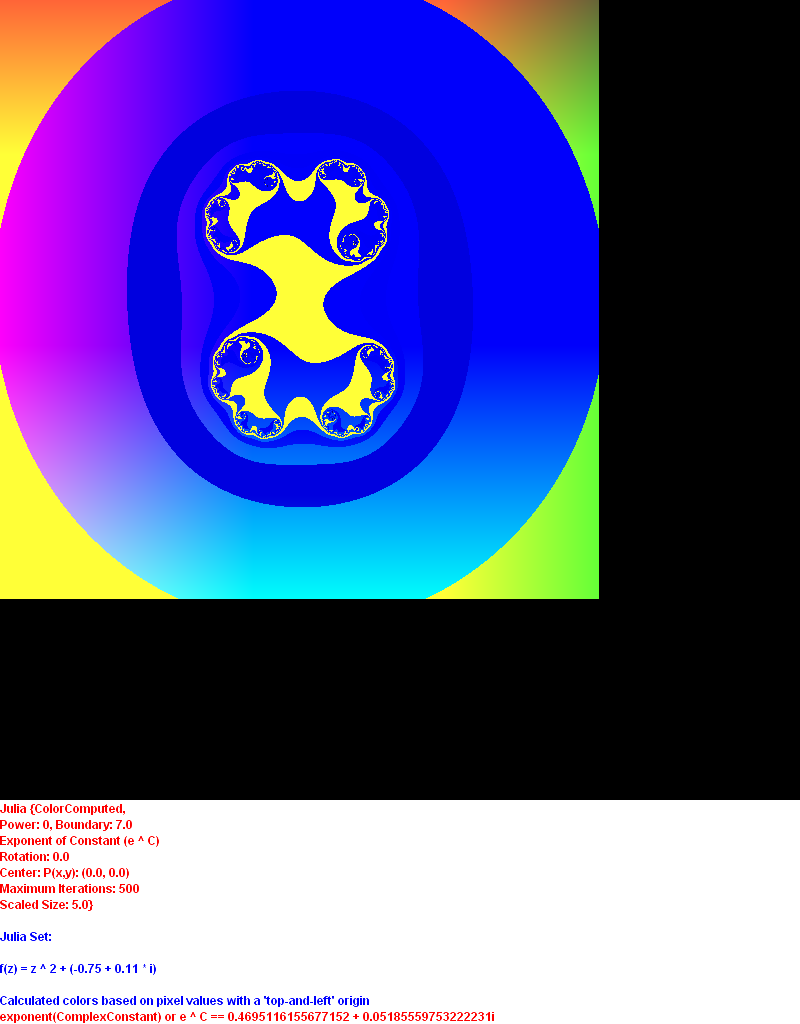 Julia {ColorComputed,
Power: 0, Boundary: 7.0
Exponent of Constant (e ^ C)
Rotation: 0.0
Center: P(x,y): (0.0, 0.0)
Maximum Iterations: 500
Scaled Size: 5.0}
Julia Set:
f(z) = z ^ 2 + (-0.75 + 0.11 * i)
Calculated colors based on pixel values with a 'top-and-left' origin
exponent(ComplexConstant) or e ^ C == 0.4695116155677152 + 0.05185559753222231i